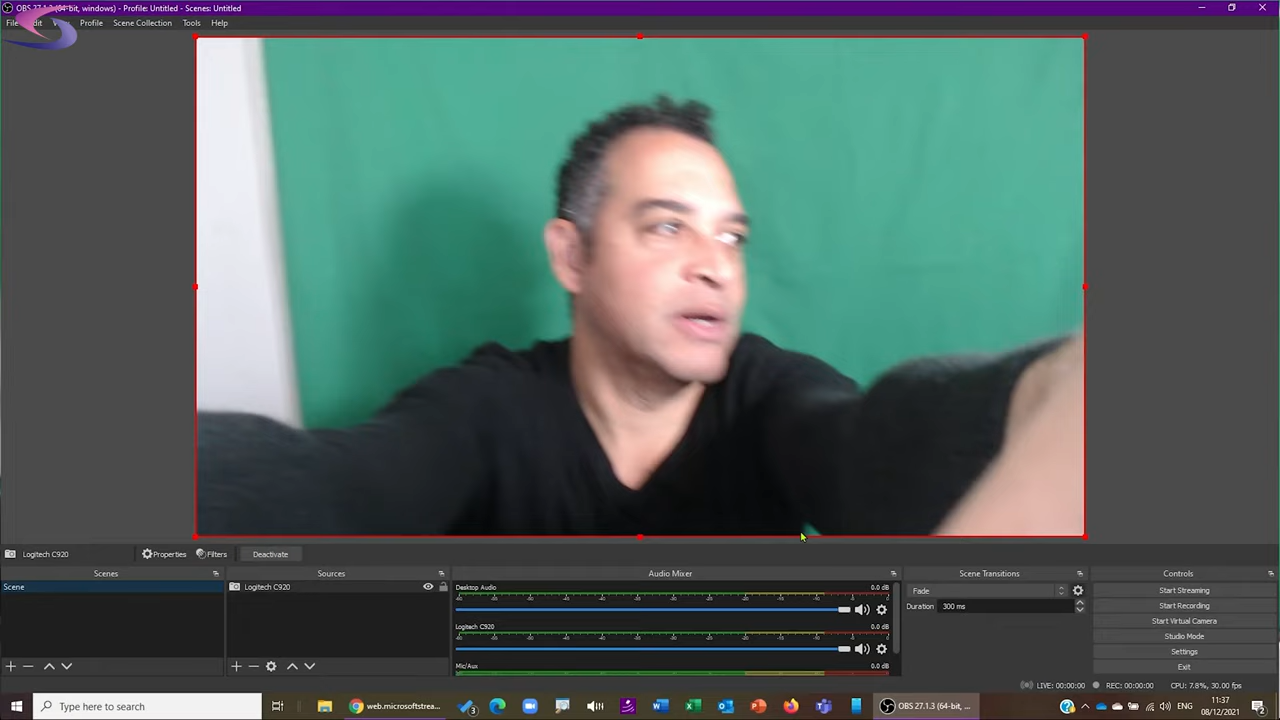 OBS 27.1.3 (64-bit, windows) - Profile: Untitled - Scenes: Untitled
File Edit View Profile Scene Collection Tools Help
Logitech C920 Properties Filters Deactivate
Scenes Sources Audio Mixer Scene Transitions Controls
Scene
Logitech C920
Desktop Audio 0.0 dB
Logitech C920 0.0 dB
Mic/Aux 0.0 dB
Fade
Duration 300 ms
Start Streaming
Start Recording
Start Virtual Camera
Studio Mode
Settings
Exit
LIVE: 00:00:00 REC: 00:00:00 CPU: 7.8%, 30.00 fps
Type here to search
web.microsoftstrea...
3
OBS 27.1.3 (64-bit, ...
ENG
11:37
08/12/2021